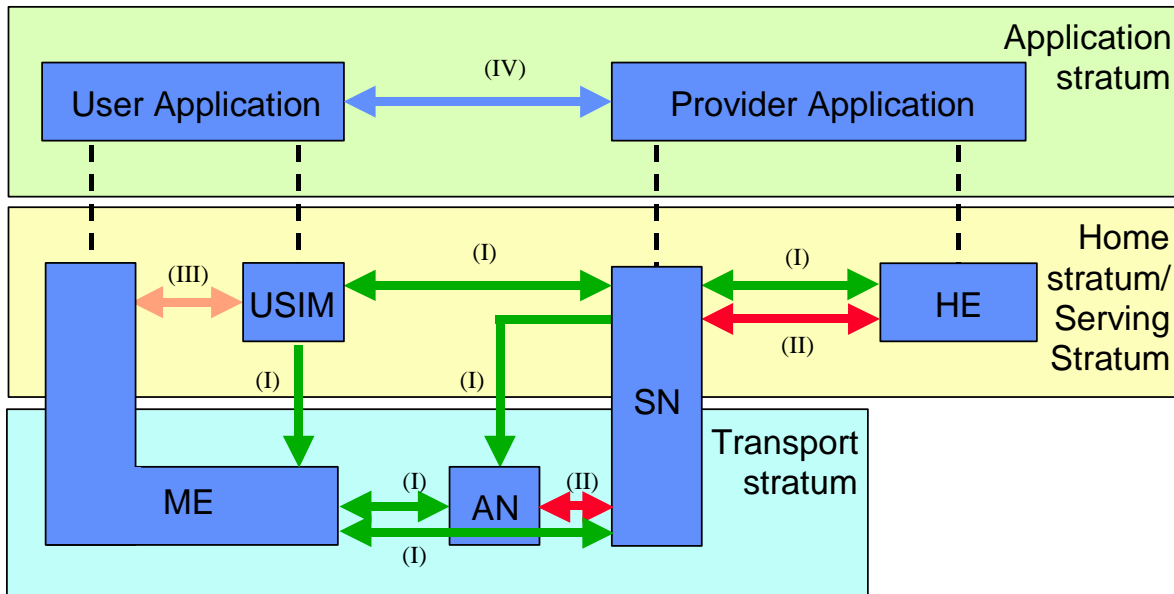 Application
stratum
(IV)
User Application
Provider Application
Home
stratum/
Serving
Stratum
(III)
(I)
(I)
USIM
HE
(II)
(I)
(I)
SN
Transport
stratum
ME
(I)
AN
(II)
(I)